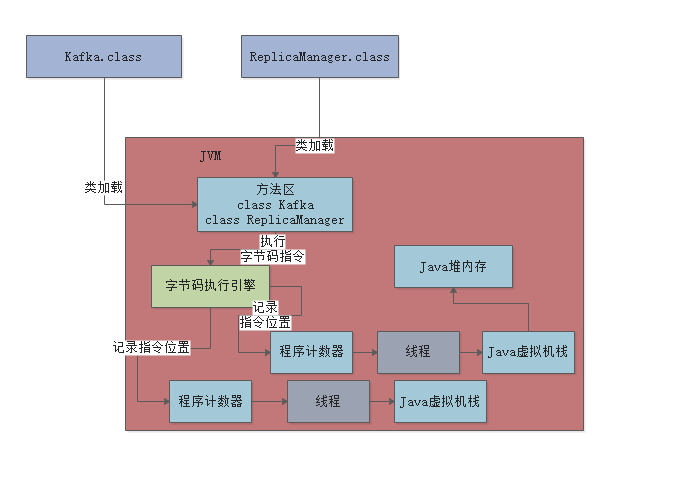 Kafka.class
ReplicaManager.class
JVM
类加载
类加载
方法区
class Kafka
class ReplicaManager
执行
字节码指令
Java堆内存
字节码执行引擎
记录
指令位置
记录指令位置
程序计数器
线程
Java虚拟机栈
程序计数器
线程
Java虚拟机栈